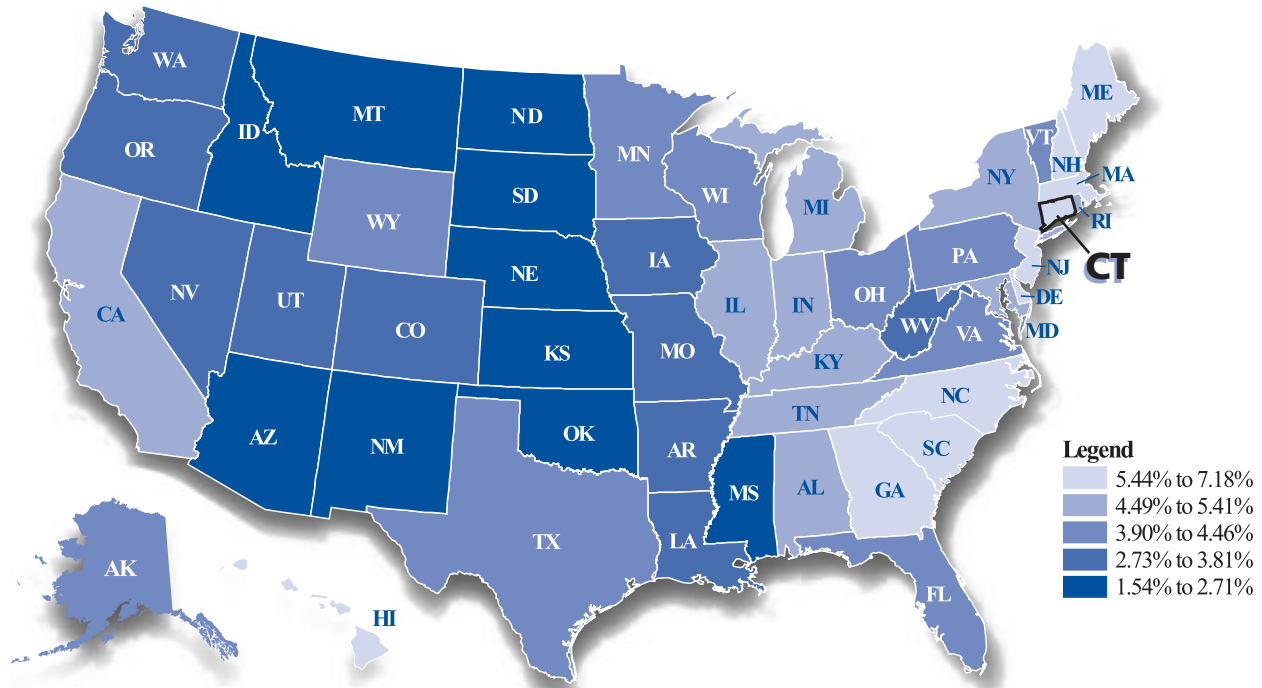 WA
MT
ND
ME
OR
ID
MN
VT
NH
MA
WI
NY
SD
WY
MI
RI
CT
IA
PA
NE
NJ
NV
UT
OH
DE
CA
CO
IL
IN
WV
VA
MD
KS
MO
KY
NC
TN
AZ
NM
OK
AR
SC
MS
AL
GA
TX
LA
AK
FL
HI
Legend
5.44% to 7.18%
4.49% to 5.41%
3.90% to 4.46%
2.73% to 3.81%
1.54% to 2.71%